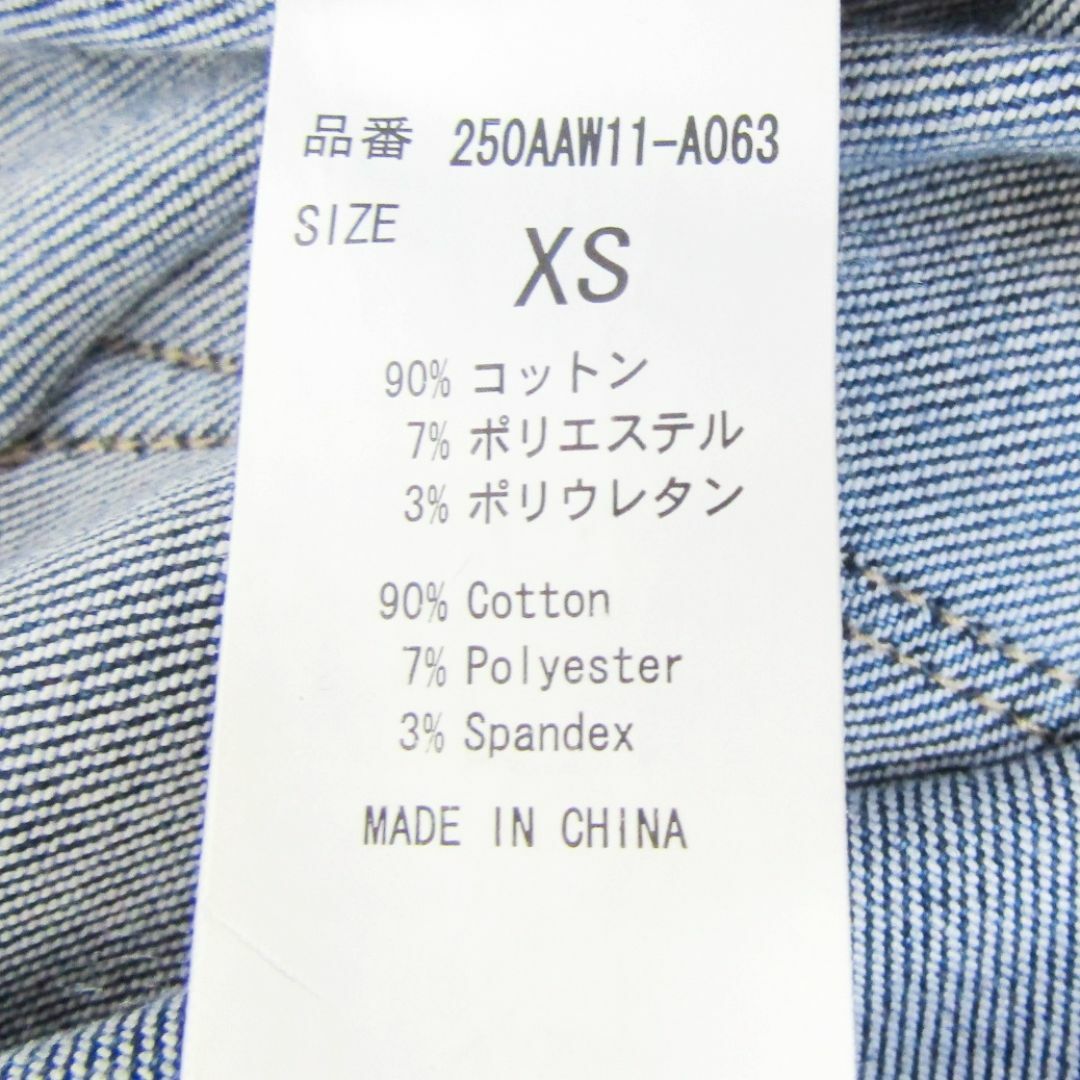 品番 250AAW11-A063
SIZE XS
90% コットン
7% ポリエステル
3% ポリウレタン
90% Cotton
7% Polyester
3% Spandex
MADE IN CHINA